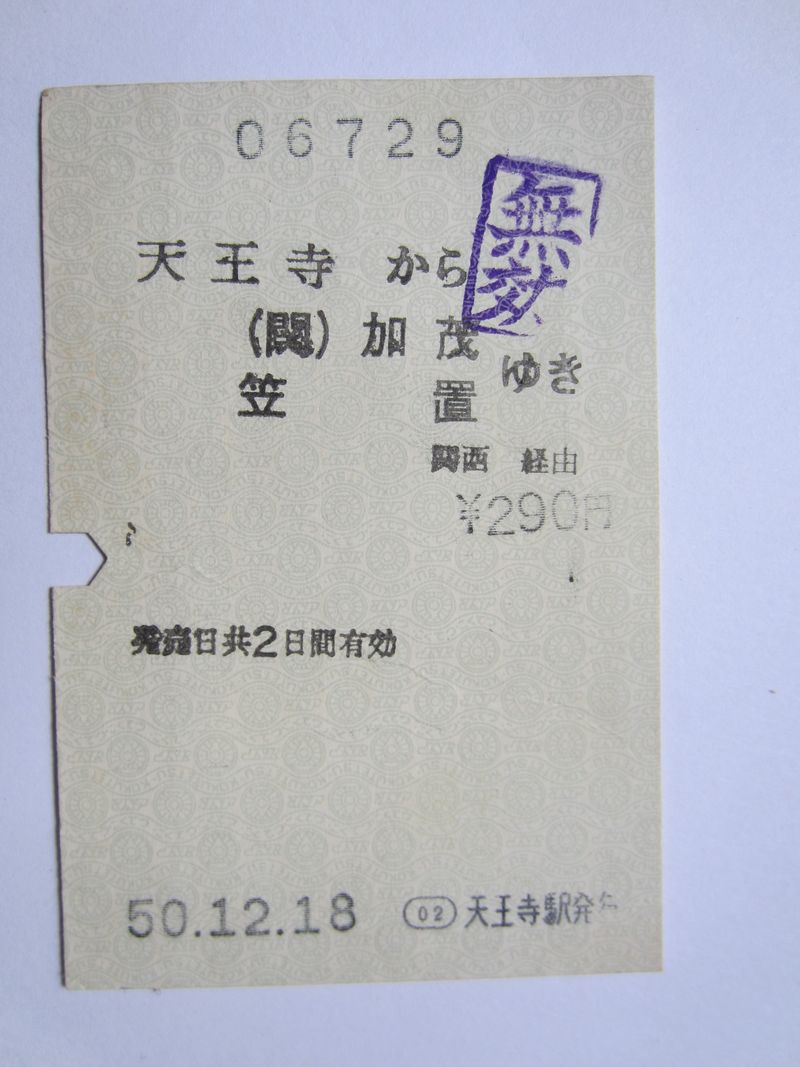 06729
無効
天王寺 から
(関) 加茂
笠置 ゆき
関西 経由
¥290円
発売日共2日間有効
50.12.18 02 天王寺駅発行